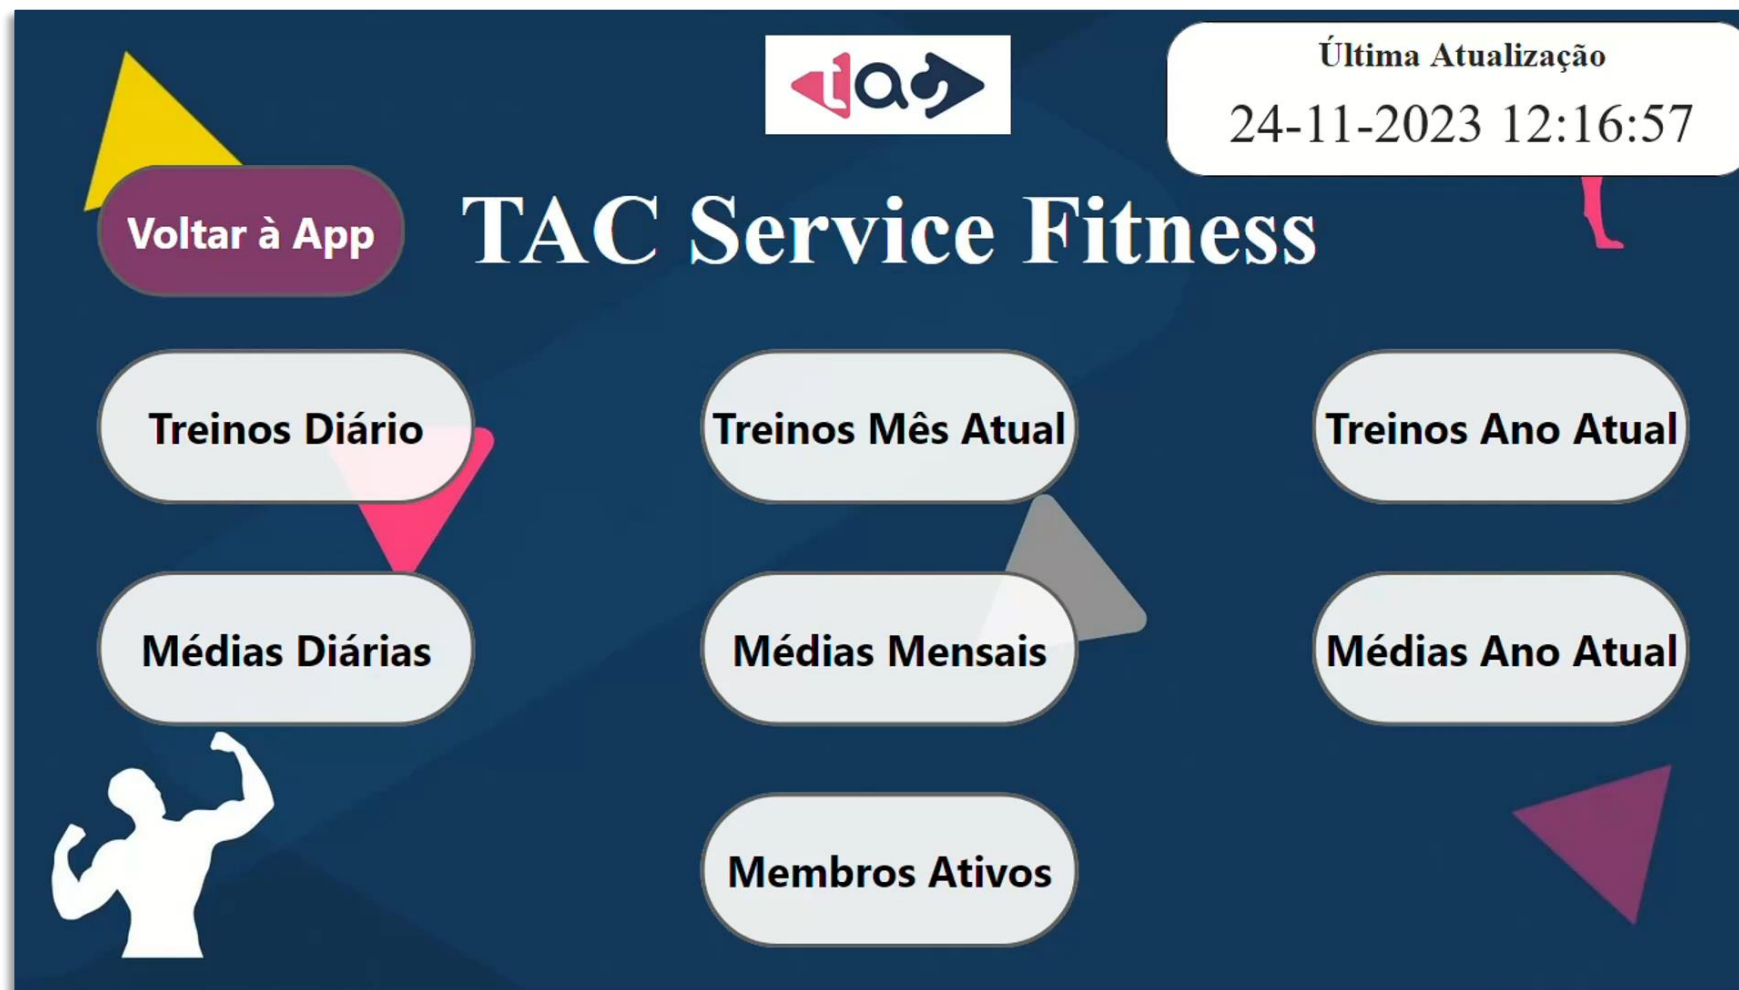 tas
Última Atualização
24-11-2023 12:16:57
Voltar à App
TAC Service Fitness
Treinos Diário
Treinos Mês Atual
Treinos Ano Atual
Médias Diárias
Médias Mensais
Médias Ano Atual
Membros Ativos